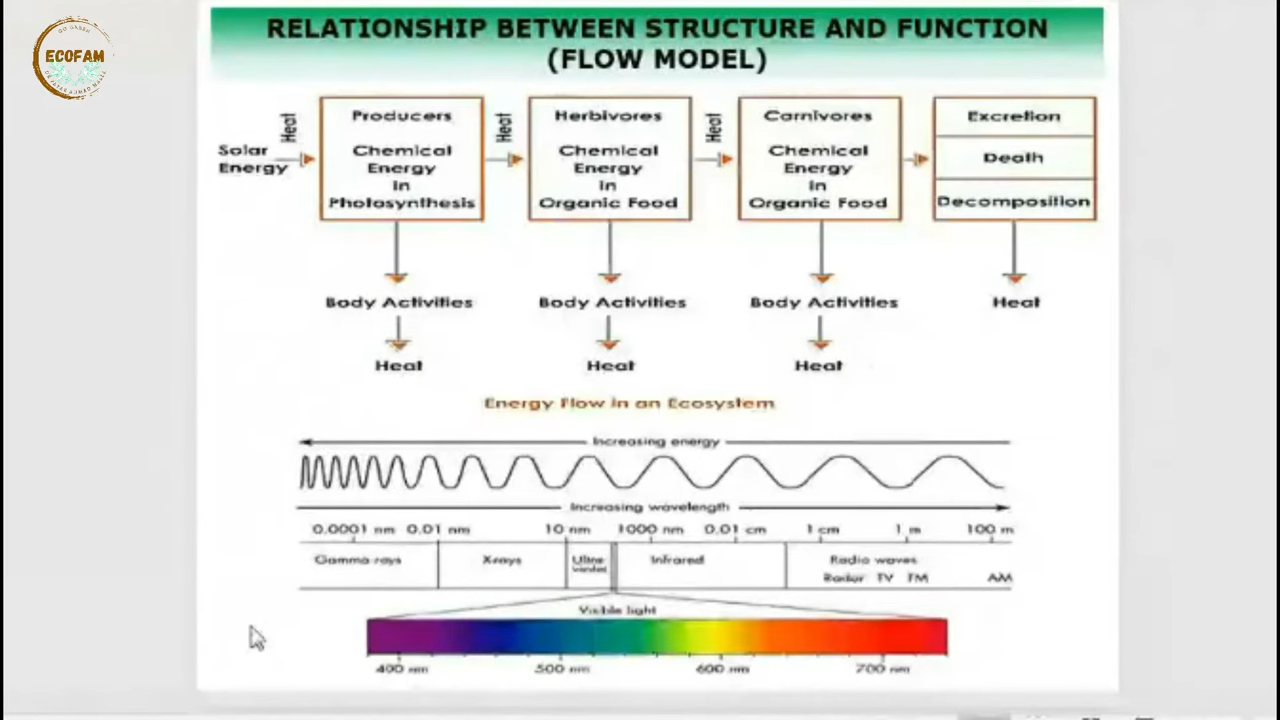 RELATIONSHIP BETWEEN STRUCTURE AND FUNCTION
(FLOW MODEL)
GO GREEN
ECOFAM
Solar
Energy
Heat
Producers
Chemical
Energy
in
Photosynthesis
Heat
Herbivores
Chemical
Energy
in
Organic Food
Heat
Carnivores
Chemical
Energy
in
Organic Food
Excretion
Death
Decomposition
Body Activities
Body Activities
Body Activities
Heat
Heat
Heat
Heat
Energy Flow in an Ecosystem
Increasing energy
Increasing wavelength
0.0001 nm 0.01 nm 10 nm 1000 nm 0.01 cm 1 cm 1 m 100 m
Gamma rays
X-rays
Ultra
violet
Infrared
Radio waves
Radar TV FM AM
Visible light
400 nm 500 nm 600 nm 700 nm